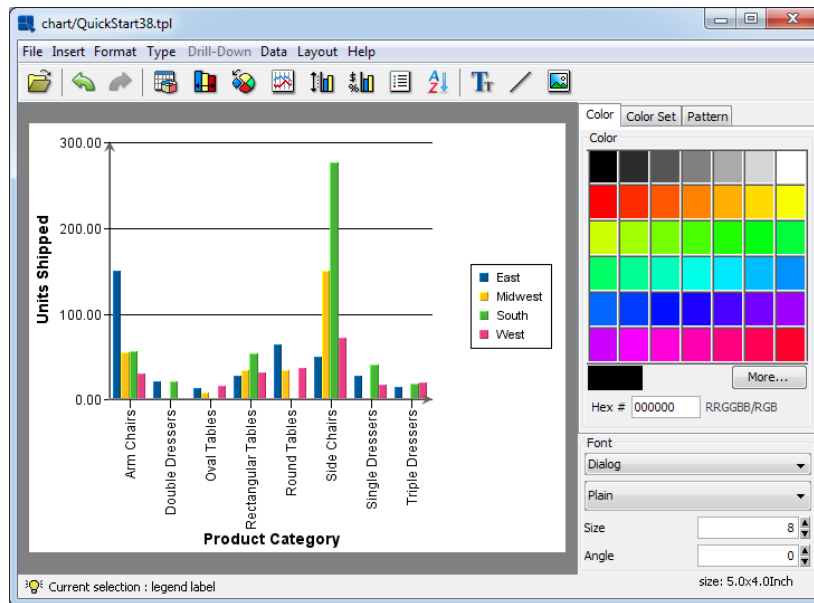 chart/QuickStart38.tpl
File Insert Format Type Drill-Down Data Layout Help
Color Color Set Pattern
Color
300.00
200.00
100.00
0.00
Units Shipped
East
Midwest
South
West
Arm Chairs
Double Dressers
Oval Tables
Rectangular Tables
Round Tables
Side Chairs
Single Dressers
Triple Dressers
Product Category
More...
Hex # 000000 RRGGBB/RGB
Font
Dialog
Plain
Size 8
Angle 0
Current selection : legend label
size: 5.0x4.0Inch